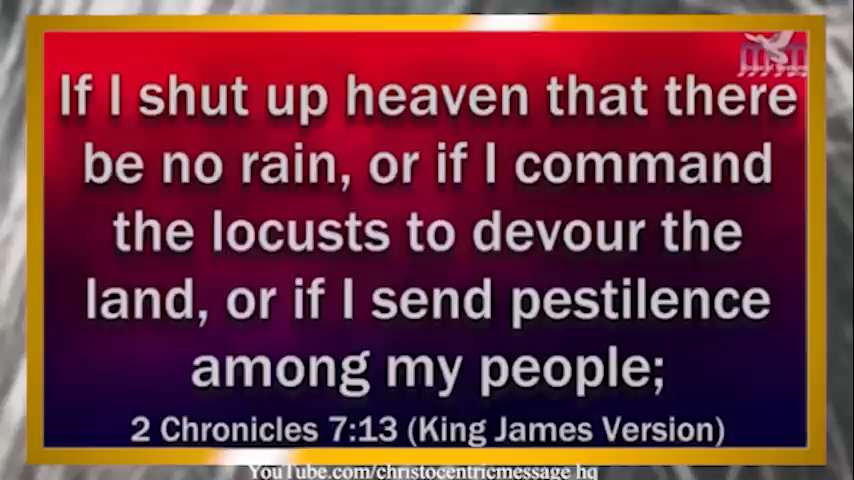 If I shut up heaven that there
be no rain, or if I command
the locusts to devour the
land, or if I send pestilence
among my people;
2 Chronicles 7:13 (King James Version)
YouTube.com/christocentricmessage hq